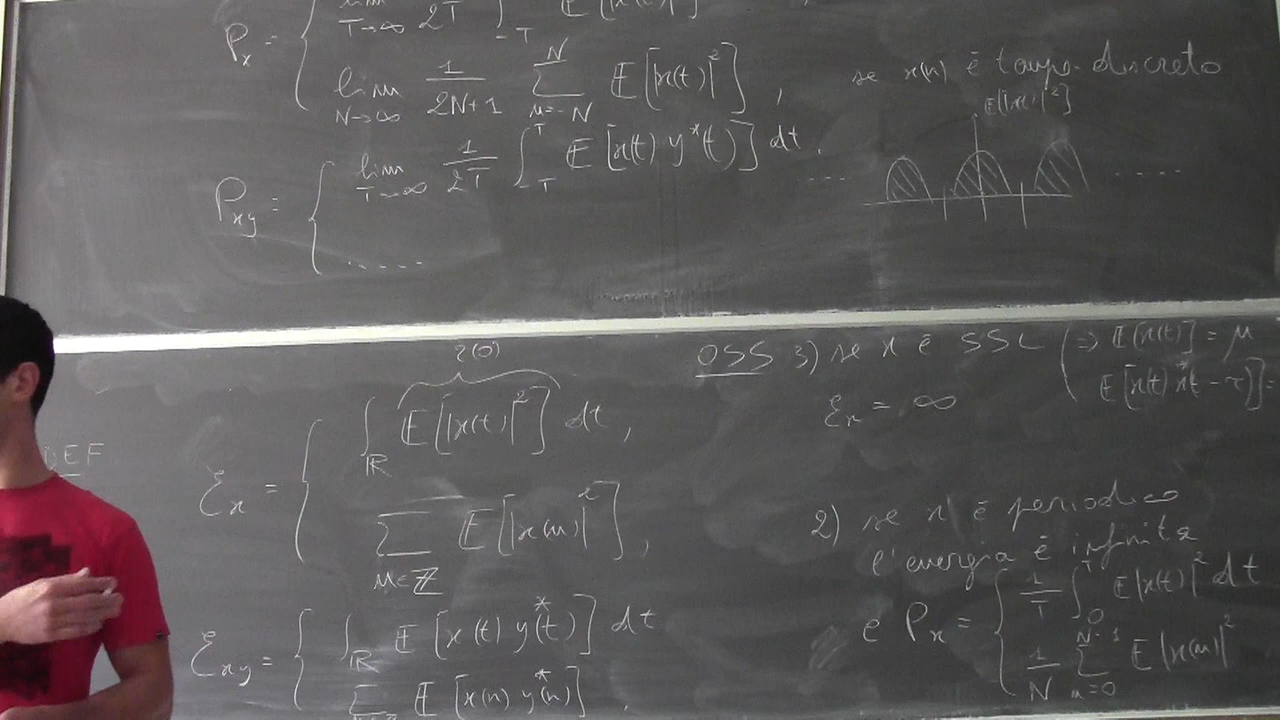 P_x = { lim_{T→∞} 1/2T ∫_{-T} E[|x(t)|²]
lim_{N→∞} 1/(2N+1) Σ_{n=-N}^{N} E[|x(t)|²] , se x(n) è tempo-discreto
E[|x|²]
P_xy = { lim_{T→∞} 1/2T ∫_{-T}^{T} E[x(t) y*(t)] dt ,
..... .... .....
r(0)
OSS 3) se x è SSL (⇒ E[x(t)] = μ
E[x(t) x*(t-τ)] =
ℰ_x = ∞
DEF
ℰ_x = { ∫_ℝ E[|x(t)|²] dt ,
Σ_{n∈ℤ} E[|x(n)|²] ,
2) se x è periodico
l'energia è infinita
e P_x = { 1/T ∫_0^T E|x(t)|² dt
1/N Σ_{n=0}^{N-1} E|x(n)|²
ℰ_xy = { ∫_ℝ E[x(t) y*(t)] dt
Σ E[x(n) y*(n)] ,